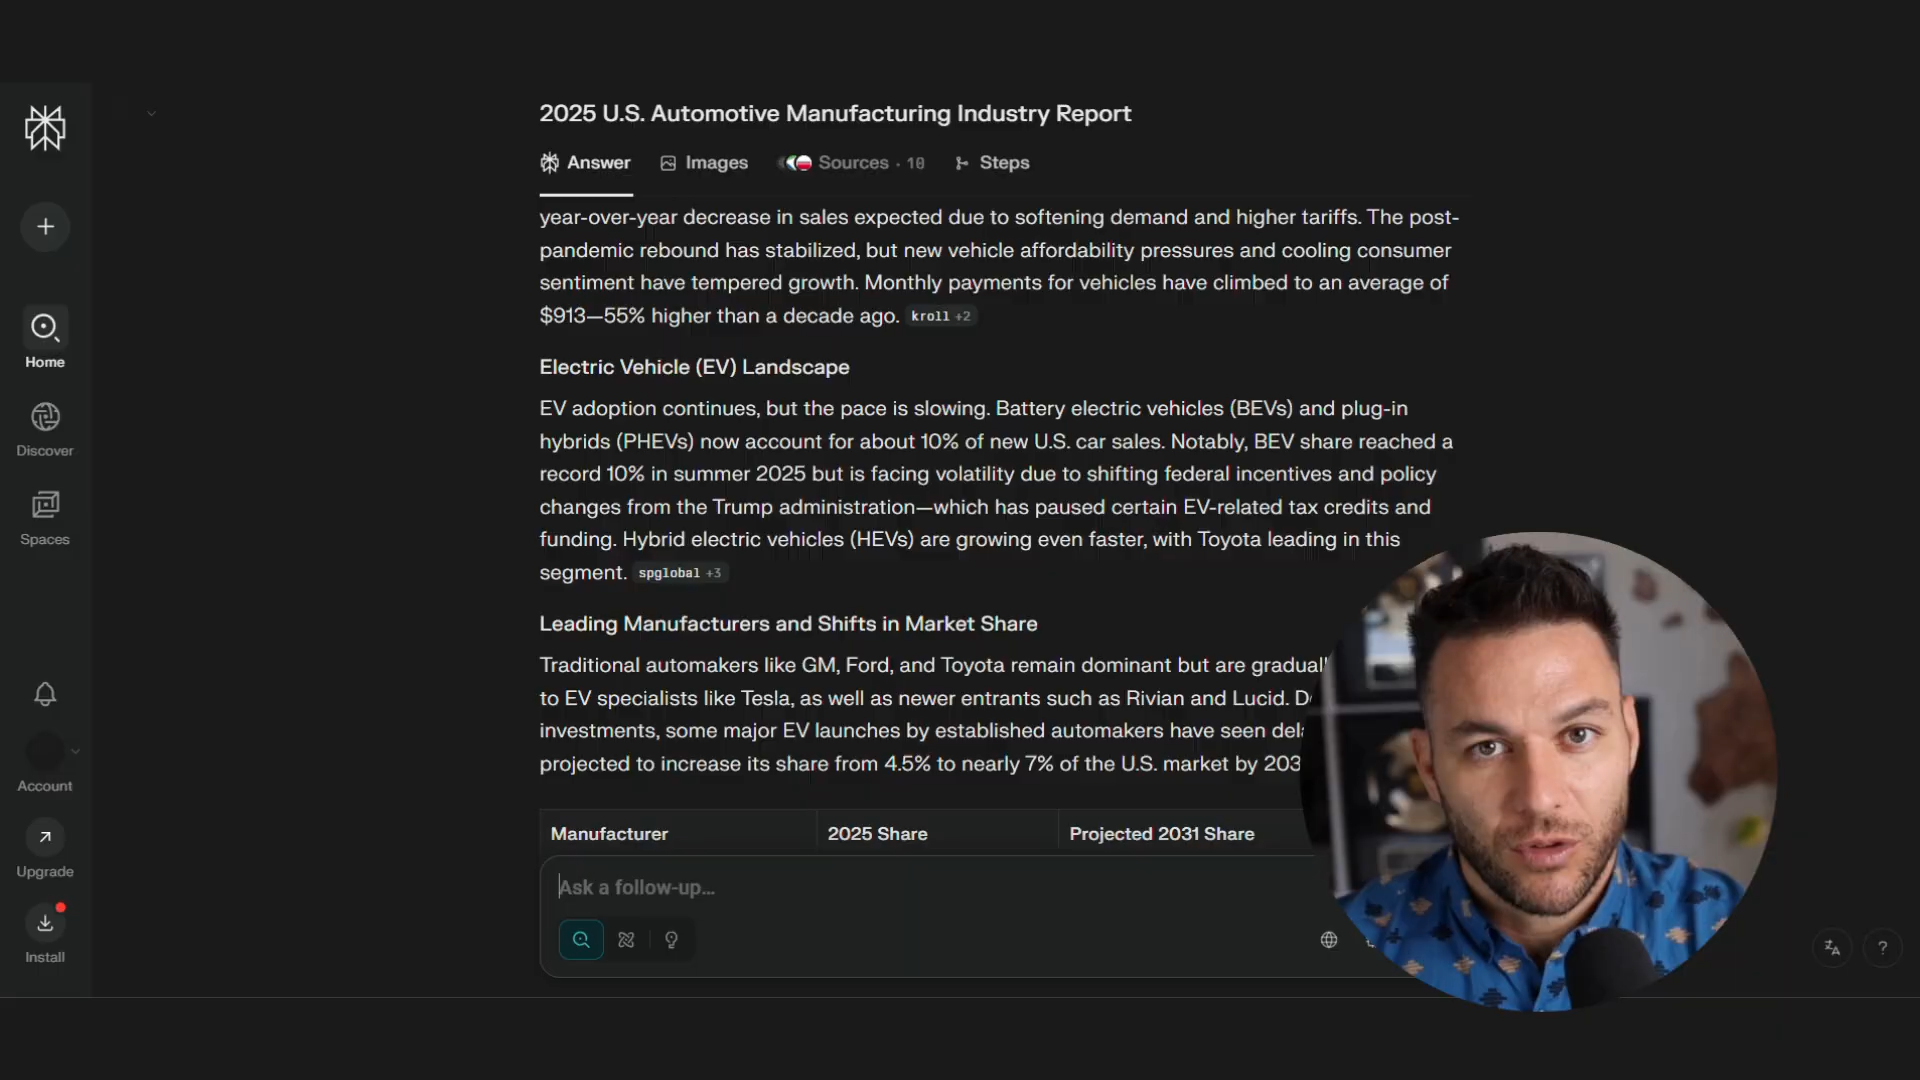 2025 U.S. Automotive Manufacturing Industry Report
Answer
Images
Sources · 10
Steps
year-over-year decrease in sales expected due to softening demand and higher tariffs. The post-
pandemic rebound has stabilized, but new vehicle affordability pressures and cooling consumer
sentiment have tempered growth. Monthly payments for vehicles have climbed to an average of
$913—55% higher than a decade ago. kroll +2
Electric Vehicle (EV) Landscape
EV adoption continues, but the pace is slowing. Battery electric vehicles (BEVs) and plug-in
hybrids (PHEVs) now account for about 10% of new U.S. car sales. Notably, BEV share reached a
record 10% in summer 2025 but is facing volatility due to shifting federal incentives and policy
changes from the Trump administration—which has paused certain EV-related tax credits and
funding. Hybrid electric vehicles (HEVs) are growing even faster, with Toyota leading in this
segment. spglobal +3
Leading Manufacturers and Shifts in Market Share
Traditional automakers like GM, Ford, and Toyota remain dominant but are
to EV specialists like Tesla, as well as newer entrants such as Rivian and Lucid.
investments, some major EV launches by established automakers have seen
projected to increase its share from 4.5% to nearly 7% of the U.S. market by
Manufacturer
2025 Share
Projected 2031 Share
Ask a follow-up...
Home
Discover
Spaces
Account
Upgrade
Install
?